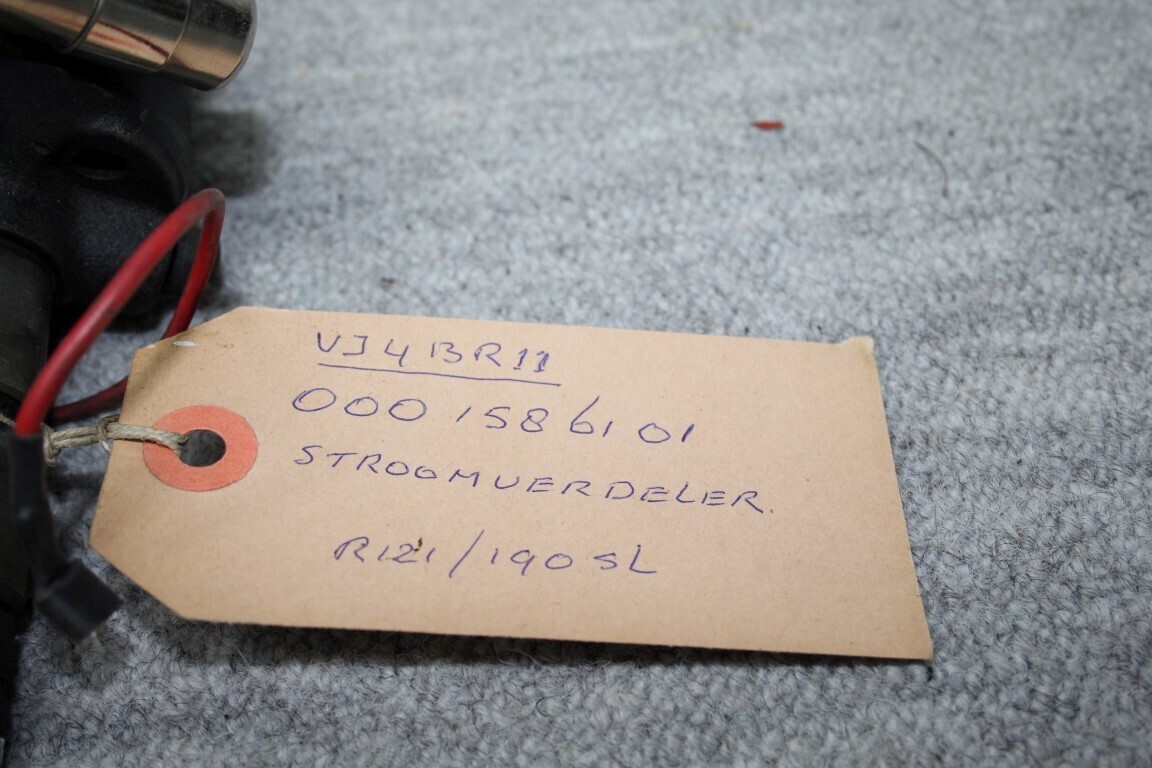 VJ4BR11
000 158 61 01
STROOMVERDELER.
R121/190SL